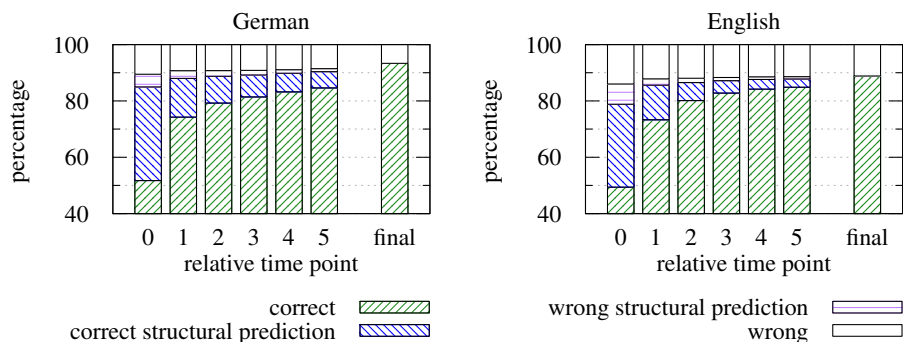 German
percentage
100
80
60
40
0 1 2 3 4 5 final
relative time point
English
percentage
100
80
60
40
0 1 2 3 4 5 final
relative time point
correct
correct structural prediction
wrong structural prediction
wrong